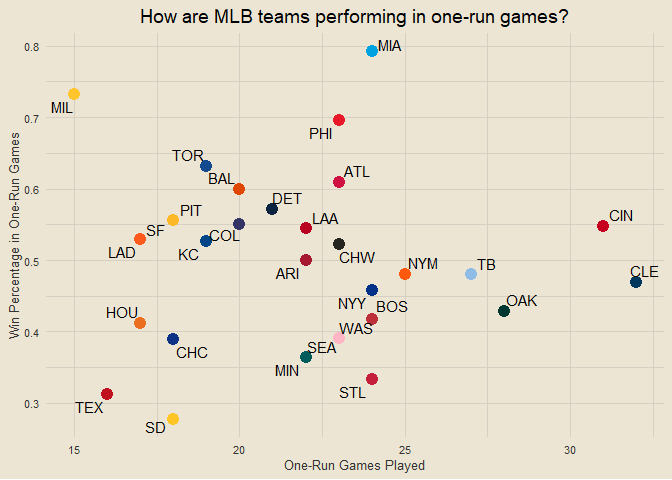 How are MLB teams performing in one-run games?
Win Percentage in One-Run Games
0.8
0.7
0.6
0.5
0.4
0.3
MIA
MIL
PHI
TOR
ATL
BAL
DET
PIT
LAA
CIN
SF
COL
LAD
KC
CHW
NYM
TB
ARI
CLE
NYY
BOS
OAK
HOU
WAS
SEA
CHC
MIN
STL
TEX
SD
15
20
25
30
One-Run Games Played